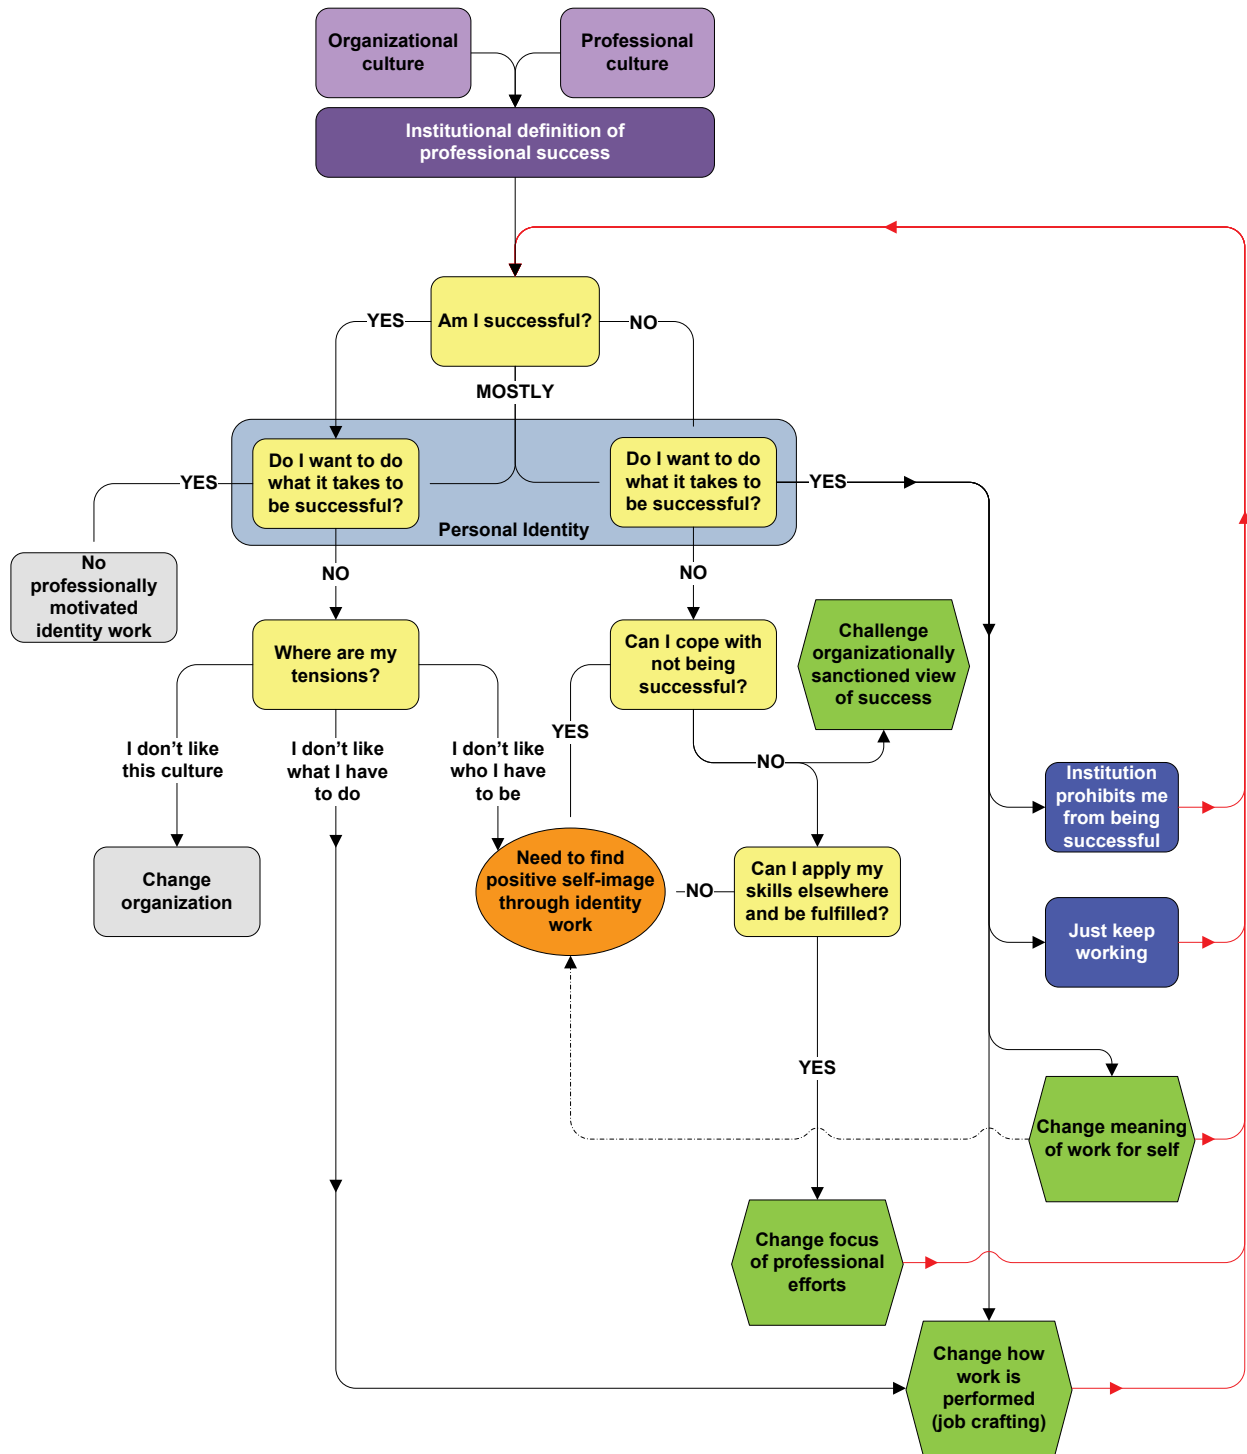 Organizational
culture
Professional
culture
Institutional definition of
professional success
Am I successful?
YES
NO
MOSTLY
Do I want to do
what it takes to
be successful?
Do I want to do
what it takes to
be successful?
YES
YES
Personal Identity
No
professionally
motivated
identity work
NO
NO
Where are my
tensions?
Can I cope with
not being
successful?
Challenge
organizationally
sanctioned view
of success
I don’t like
this culture
I don’t like
what I have
to do
I don’t like
who I have
to be
YES
NO
Institution
prohibits me
from being
successful
Change
organization
Need to find
positive self-image
through identity
work
NO
Can I apply my
skills elsewhere
and be fulfilled?
Just keep
working
YES
Change meaning
of work for self
Change focus
of professional
efforts
Change how
work is
performed
(job crafting)